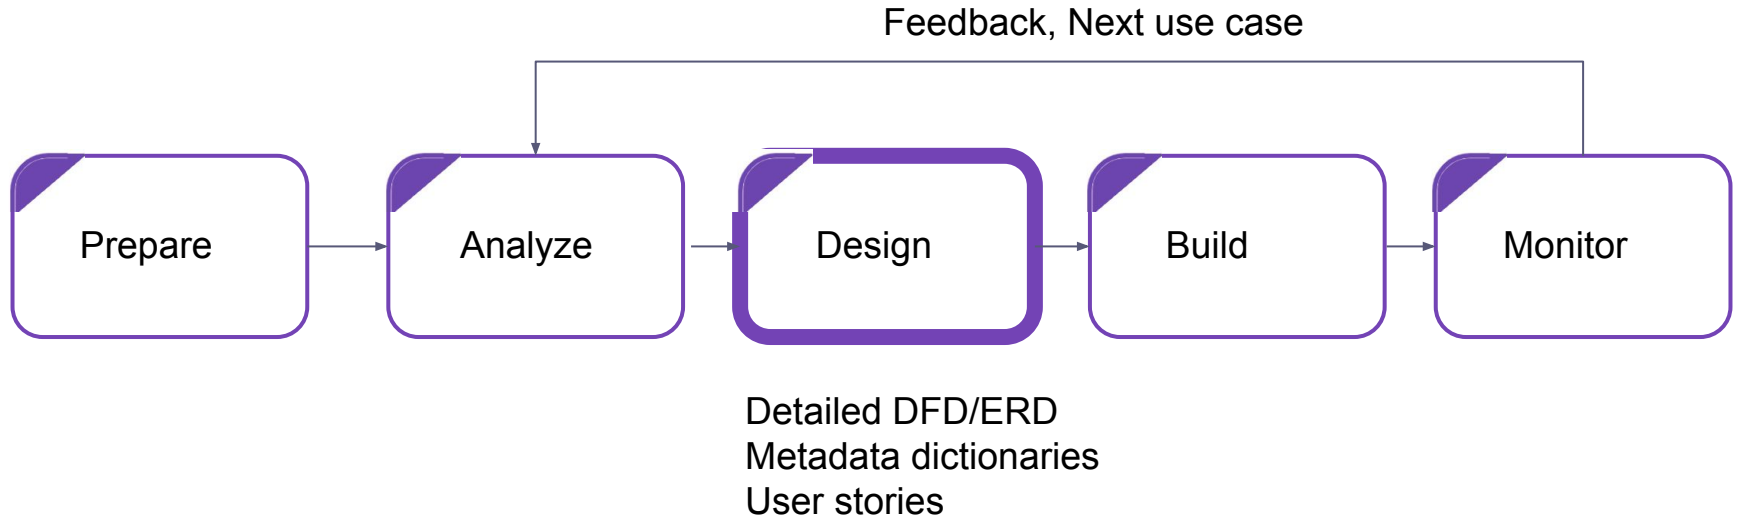 Feedback, Next use case
Prepare
Analyze
Design
Build
Monitor
Detailed DFD/ERD
Metadata dictionaries
User stories